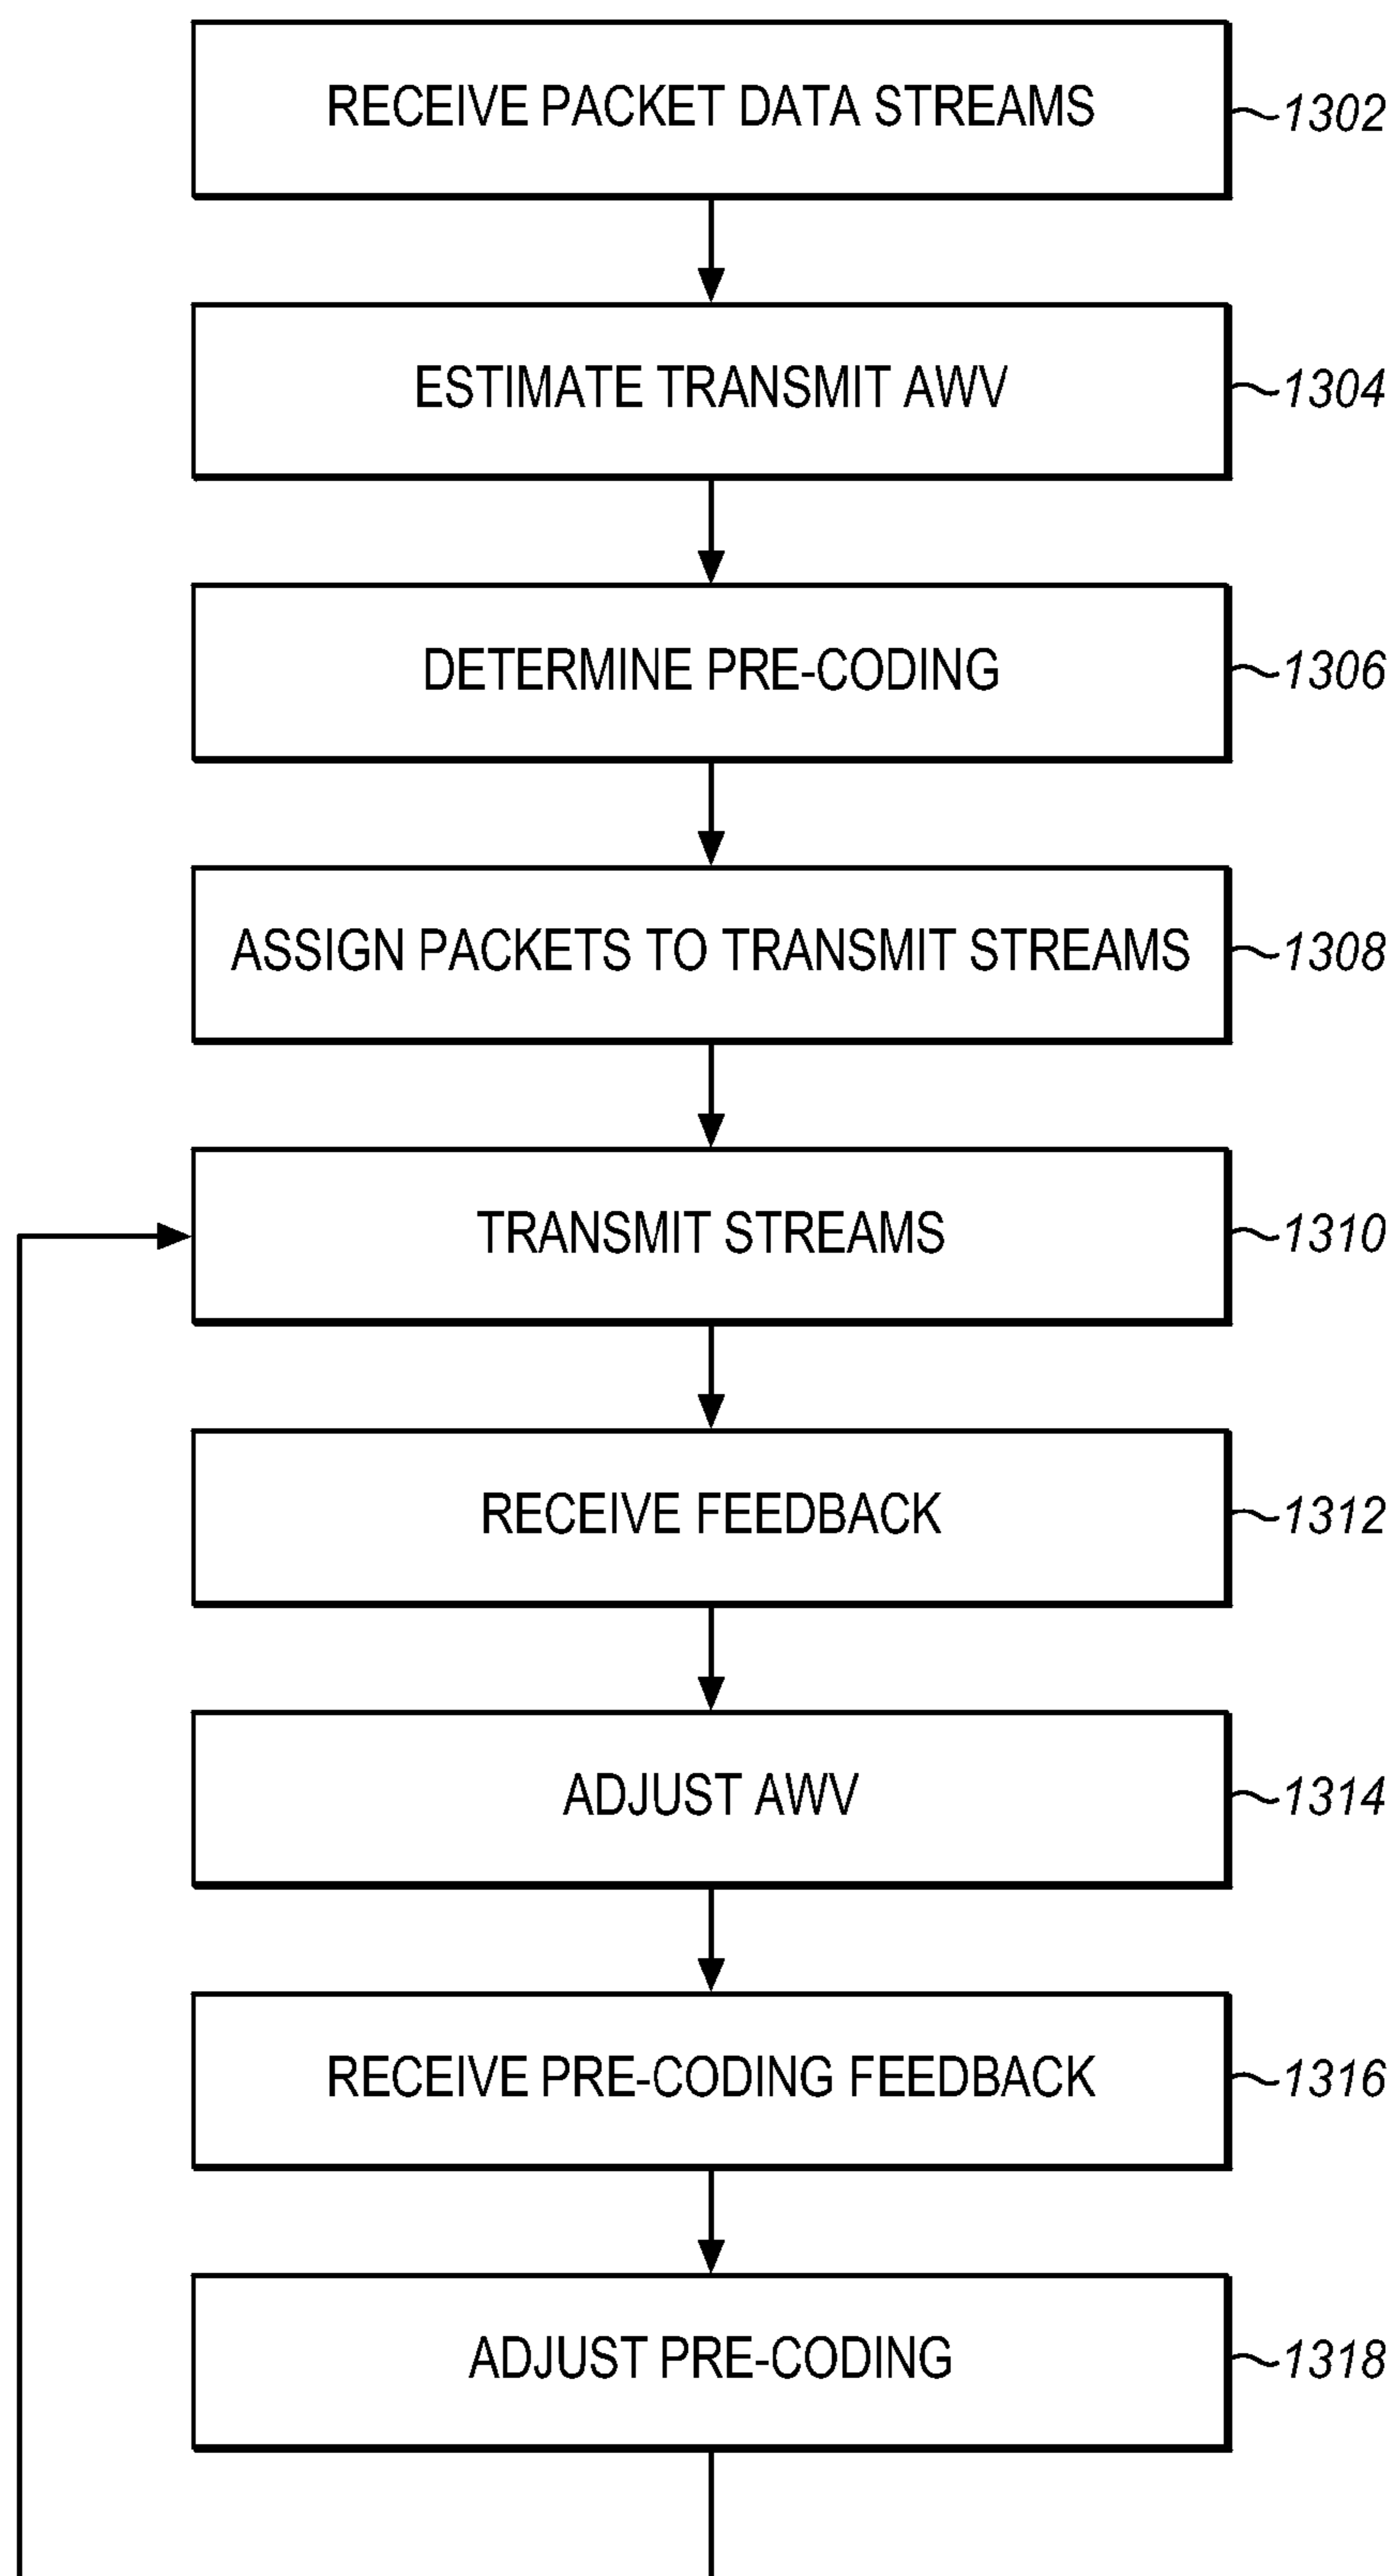 RECEIVE PACKET DATA STREAMS
1302
ESTIMATE TRANSMIT AWV
1304
DETERMINE PRE-CODING
1306
ASSIGN PACKETS TO TRANSMIT STREAMS
1308
TRANSMIT STREAMS
1310
RECEIVE FEEDBACK
1312
ADJUST AWV
1314
RECEIVE PRE-CODING FEEDBACK
1316
ADJUST PRE-CODING
1318